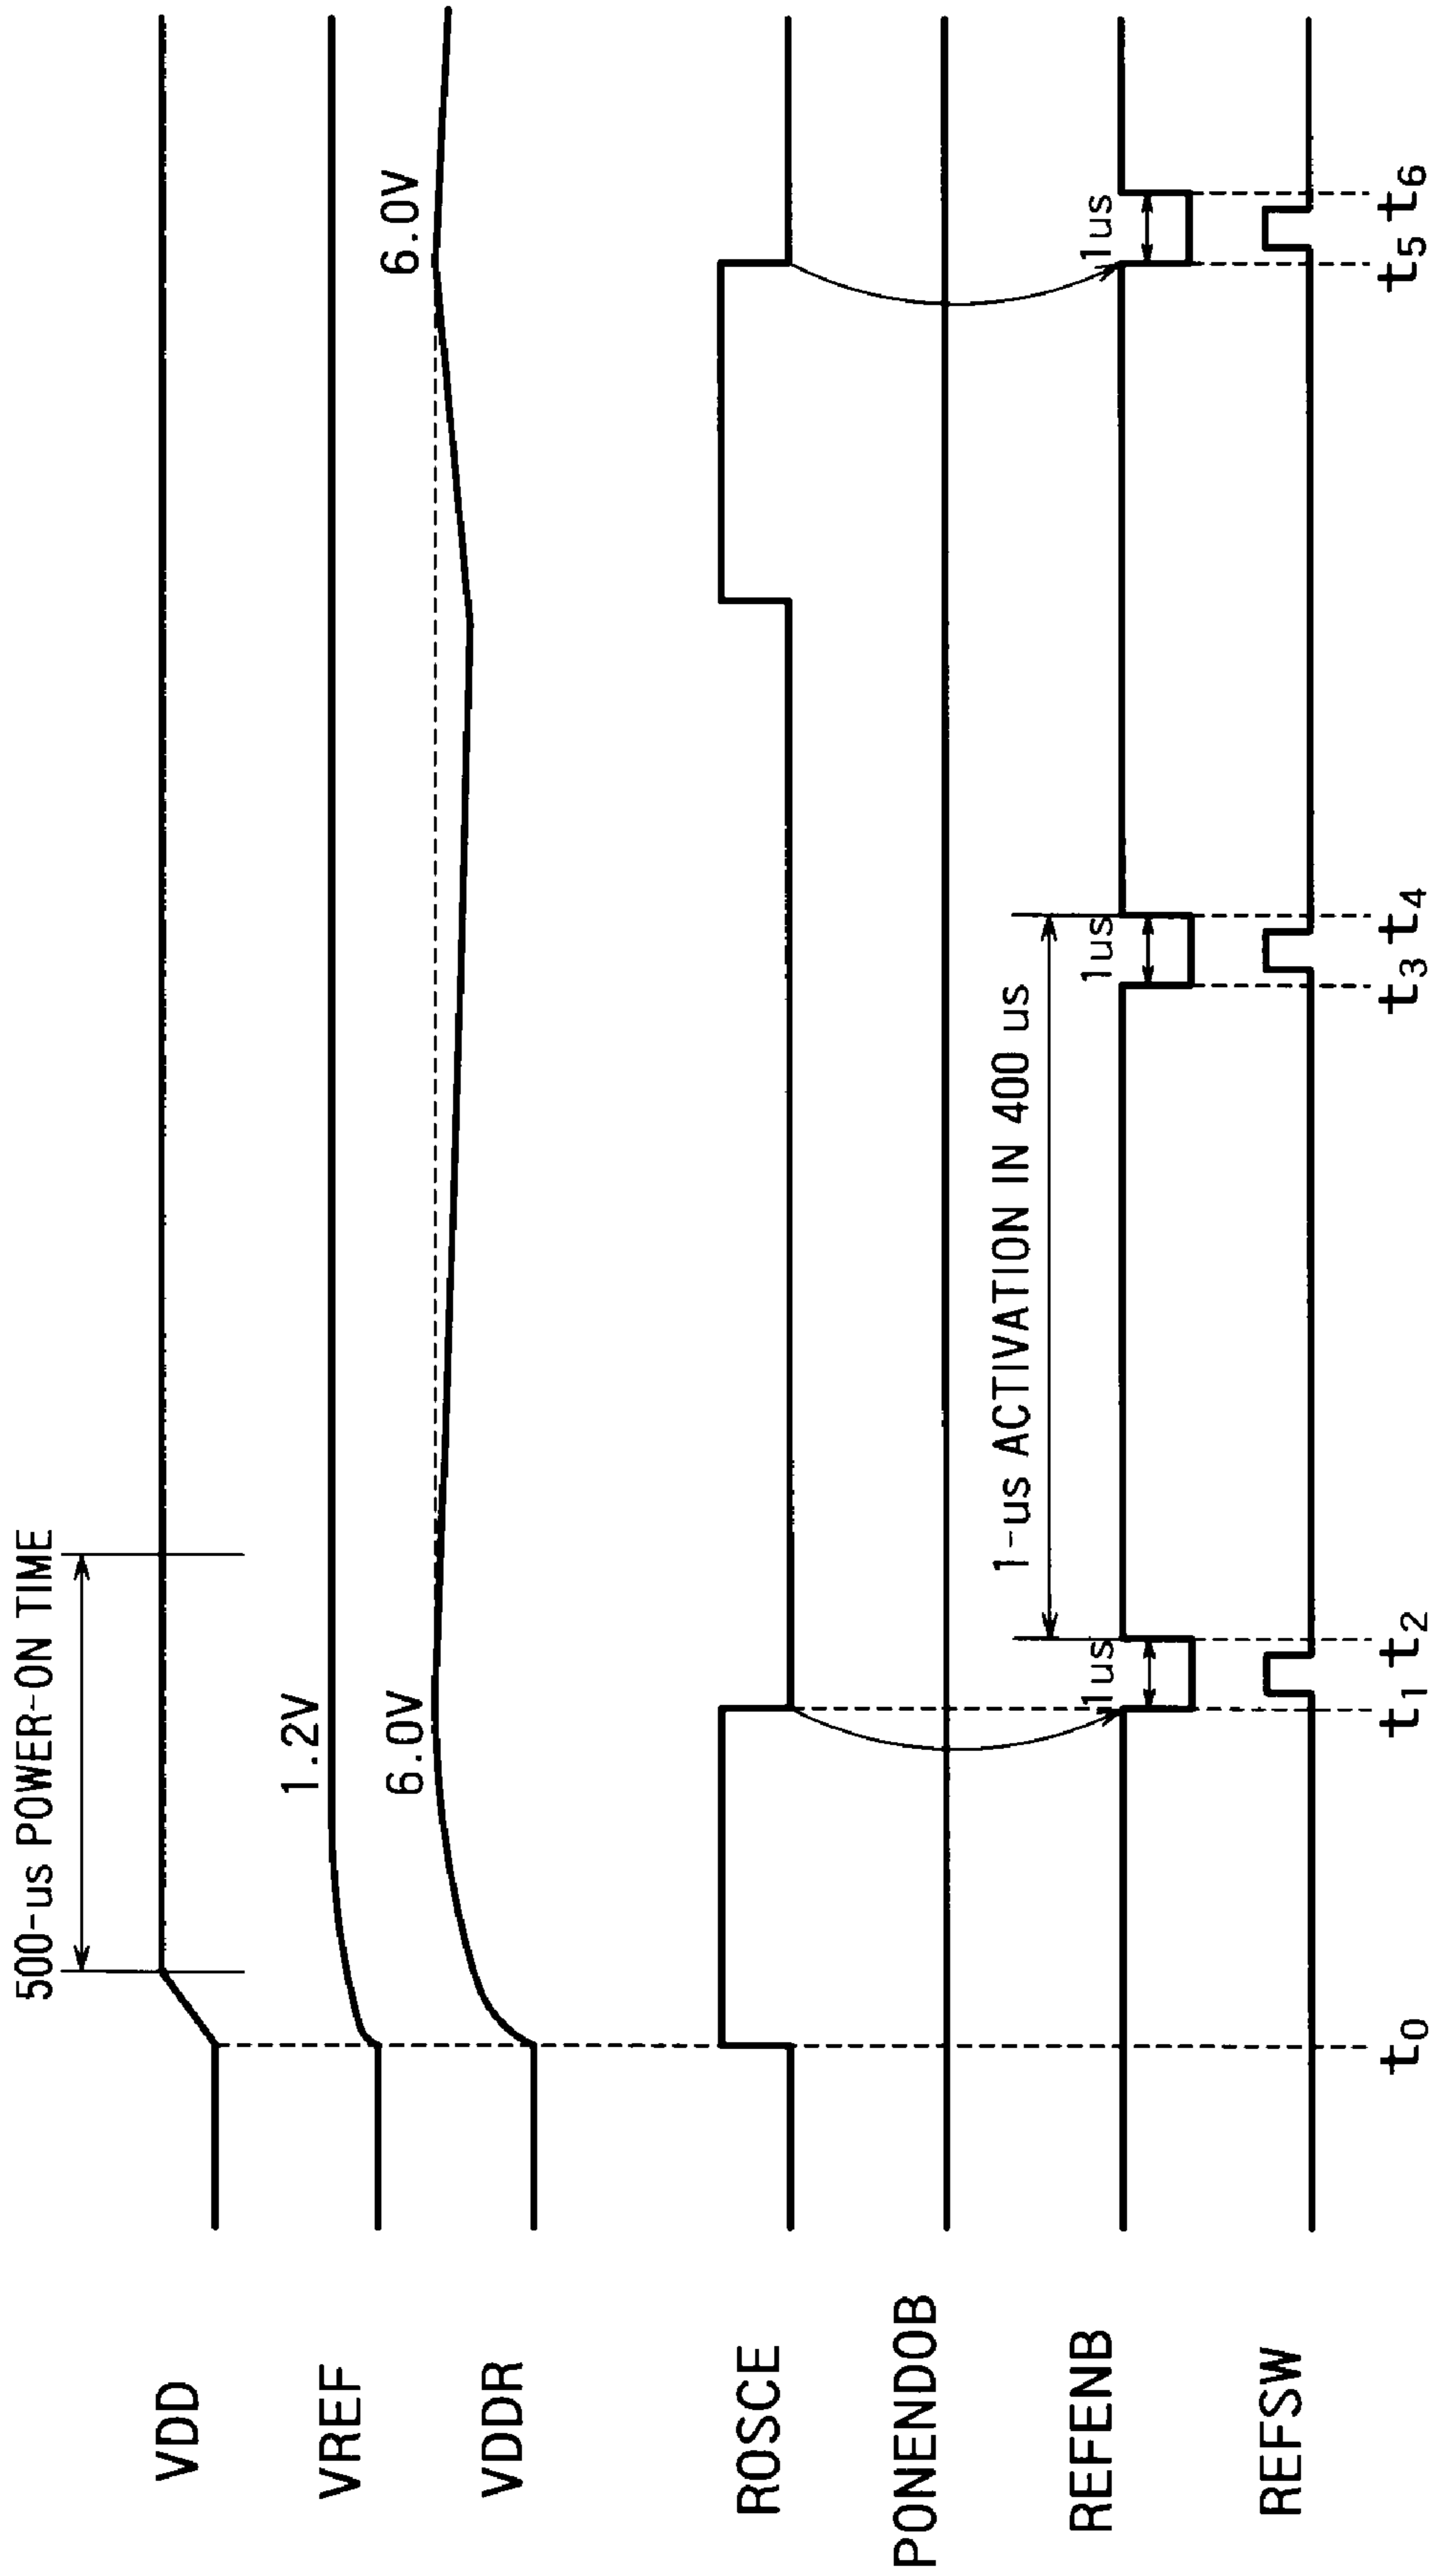 500-us POWER-ON TIME
VDD
1.2V
VREF
6.0V
6.0V
VDDR
ROSCE
PONENDOB
1-us ACTIVATION IN 400 us
1us
1us
1us
REFENB
REFSW
t0
t1
t2
t3
t4
t5
t6